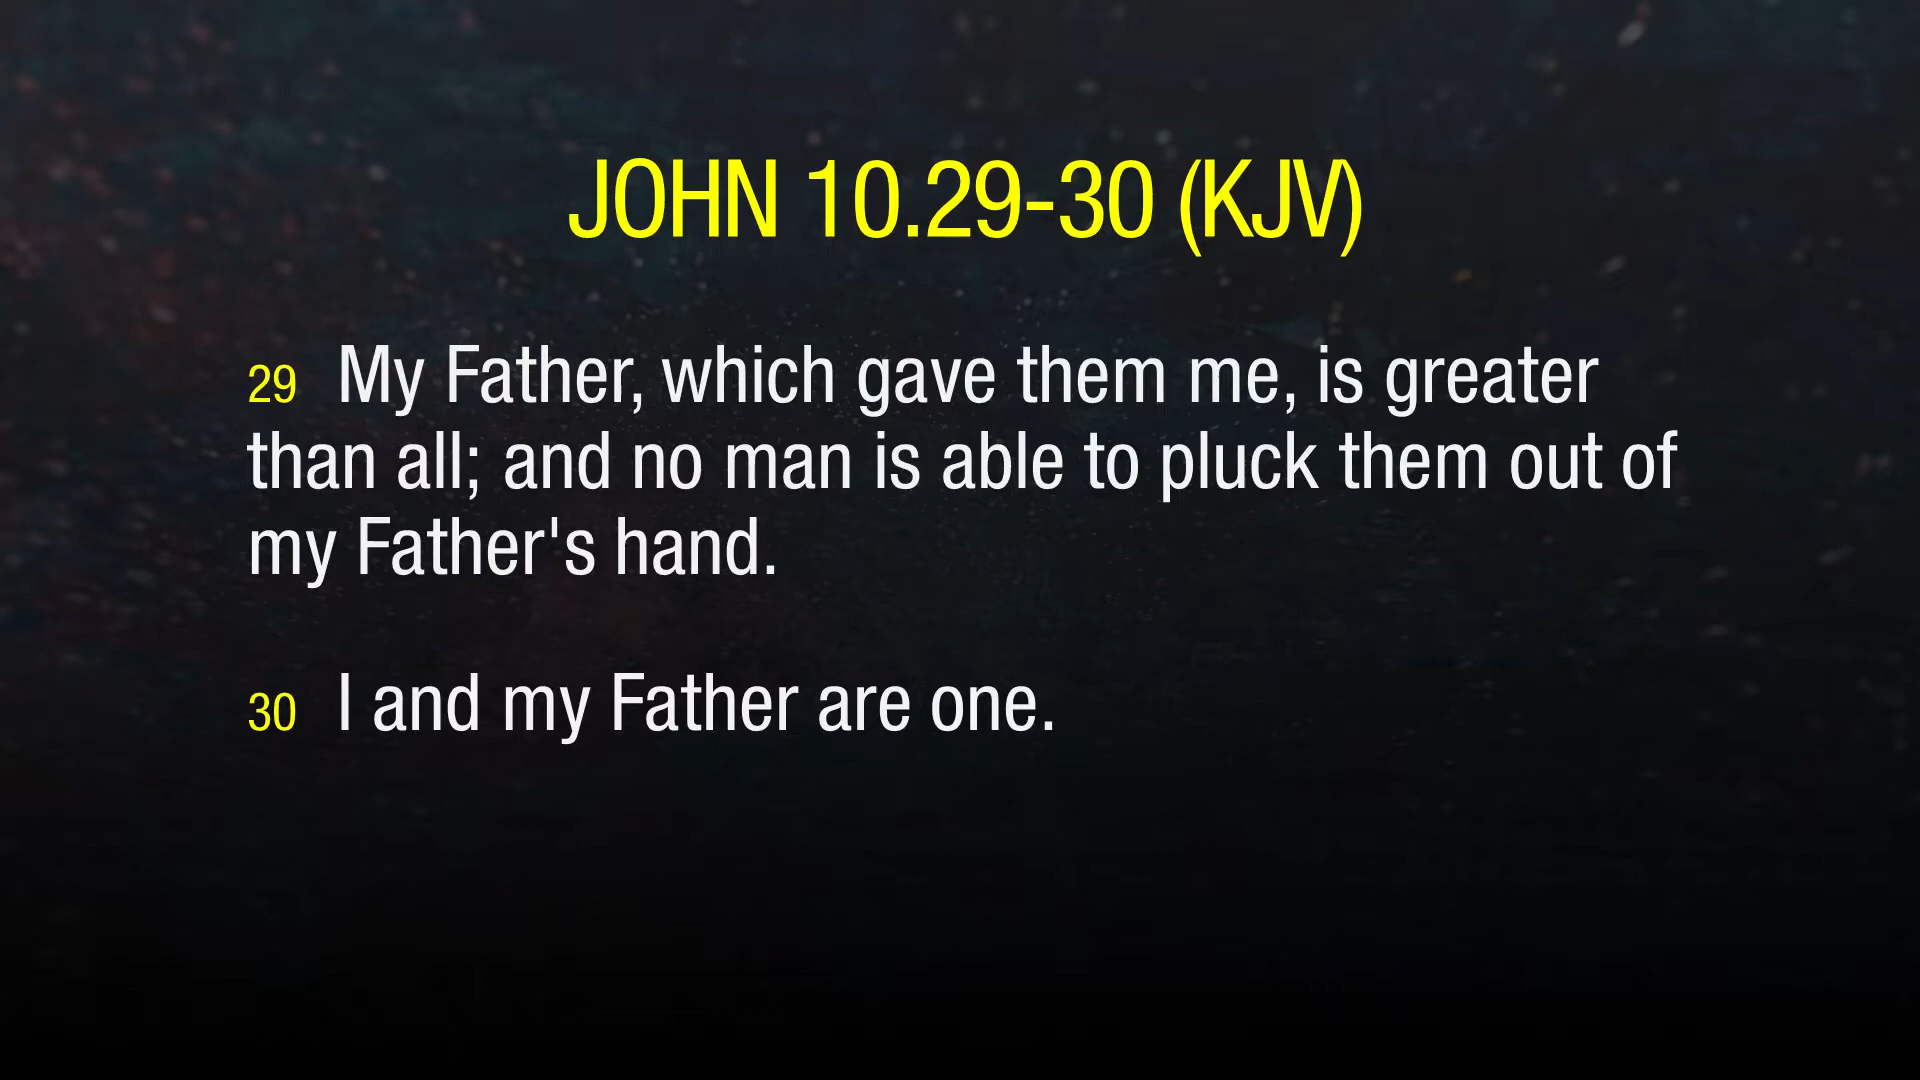 JOHN 10.29-30 (KJV)
29 My Father, which gave them me, is greater
than all; and no man is able to pluck them out of
my Father's hand.
30 I and my Father are one.